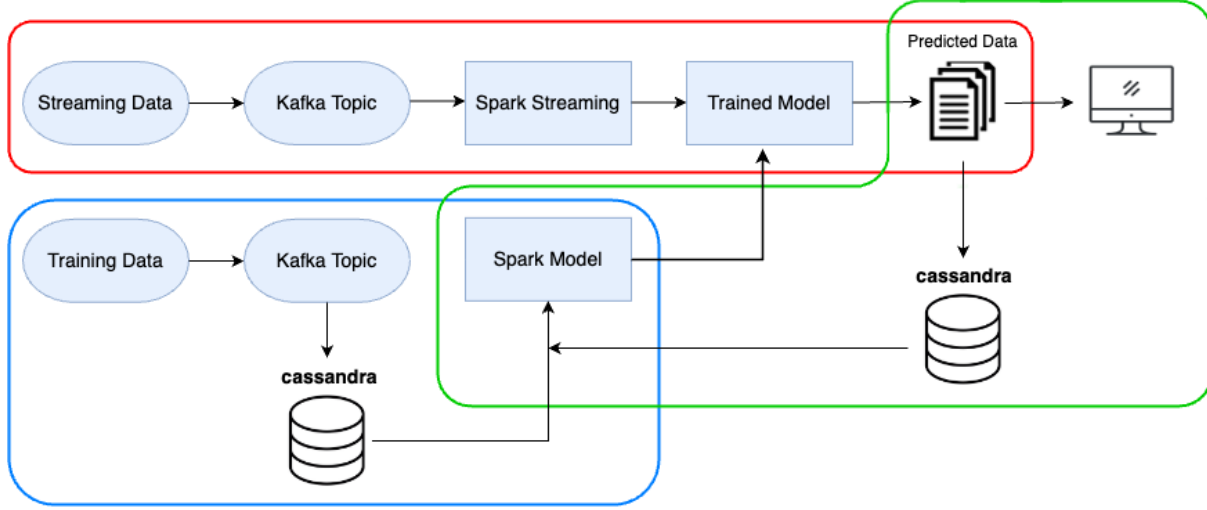 Predicted Data
Streaming Data
Kafka Topic
Spark Streaming
Trained Model
Training Data
Kafka Topic
Spark Model
cassandra
cassandra